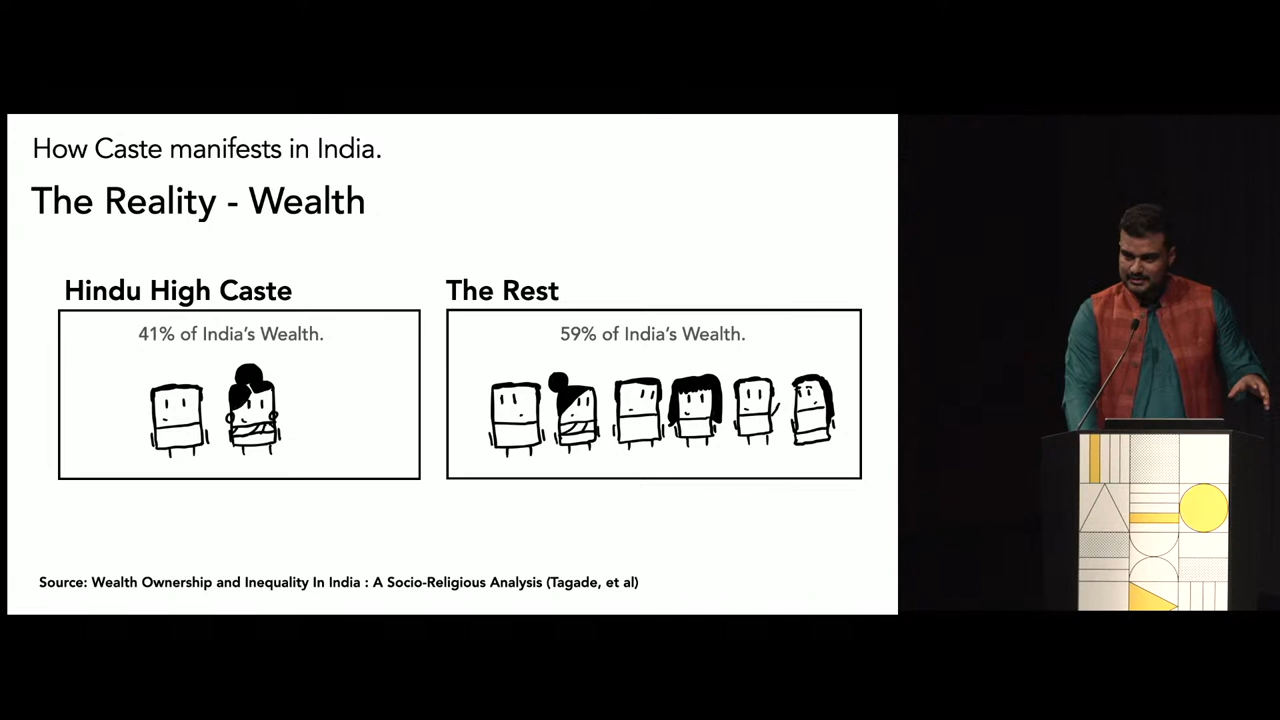 How Caste manifests in India.
The Reality - Wealth
Hindu High Caste
41% of India's Wealth.
The Rest
59% of India's Wealth.
Source: Wealth Ownership and Inequality In India : A Socio-Religious Analysis (Tagade, et al)